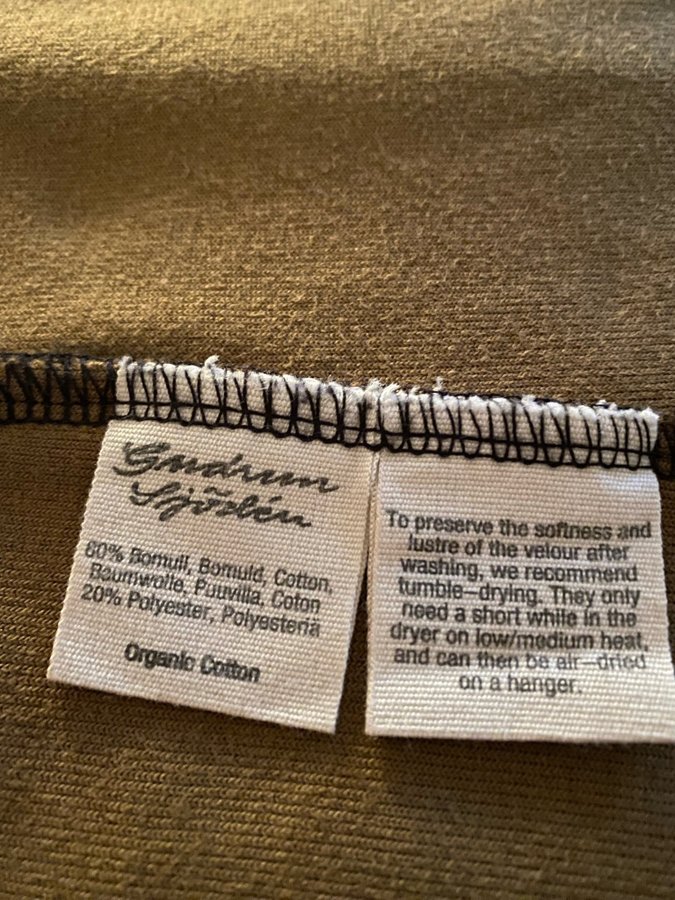 Gudrun
Sjödén
80% Bomull, Bomuld, Cotton,
Baumwolle, Puuvilla, Coton
20% Polyester, Polyesteria
Organic Cotton
To preserve the softness and
lustre of the velour after
washing, we recommend
tumble-drying. They only
need a short while in the
dryer on low/medium heat,
and can then be air-dried
on a hanger.